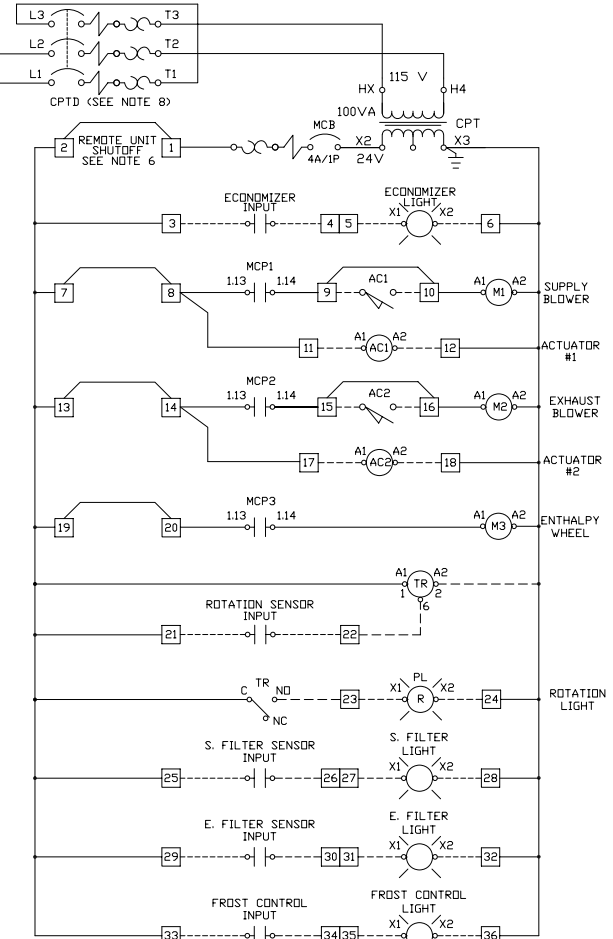 L3 T3
L2 T2
L1 T1
CPTD (SEE NOTE 8)
115 V
HX H4
100VA
CPT
MCB
X2 X3
4A/1P 24V
2 REMOTE UNIT 1
SHUTOFF
SEE NOTE 6
ECONOMIZER
INPUT
ECONOMIZER
LIGHT
X1 X2
3 4 5 6
MCP1
1.13 1.14
AC1
A1 A2
7 8 9 10 M1
SUPPLY
BLOWER
A1 A2
11 AC1 12
ACTUATOR
#1
MCP2
1.13 1.14
AC2
A1 A2
13 14 15 16 M2
EXHAUST
BLOWER
A1 A2
17 AC2 18
ACTUATOR
#2
MCP3
1.13 1.14
A1 A2
19 20 M3
ENTHALPY
WHEEL
A1 A2
TR
1 2
6
ROTATION SENSOR
INPUT
21 22
TR
C NO
NC
PL
X1 X2
23 R 24
ROTATION
LIGHT
S. FILTER SENSOR
INPUT
S. FILTER
LIGHT
X1 X2
25 26 27 28
E. FILTER SENSOR
INPUT
E. FILTER
LIGHT
X1 X2
29 30 31 32
FROST CONTROL
INPUT
FROST CONTROL
LIGHT
X1 X2
33 34 35 36